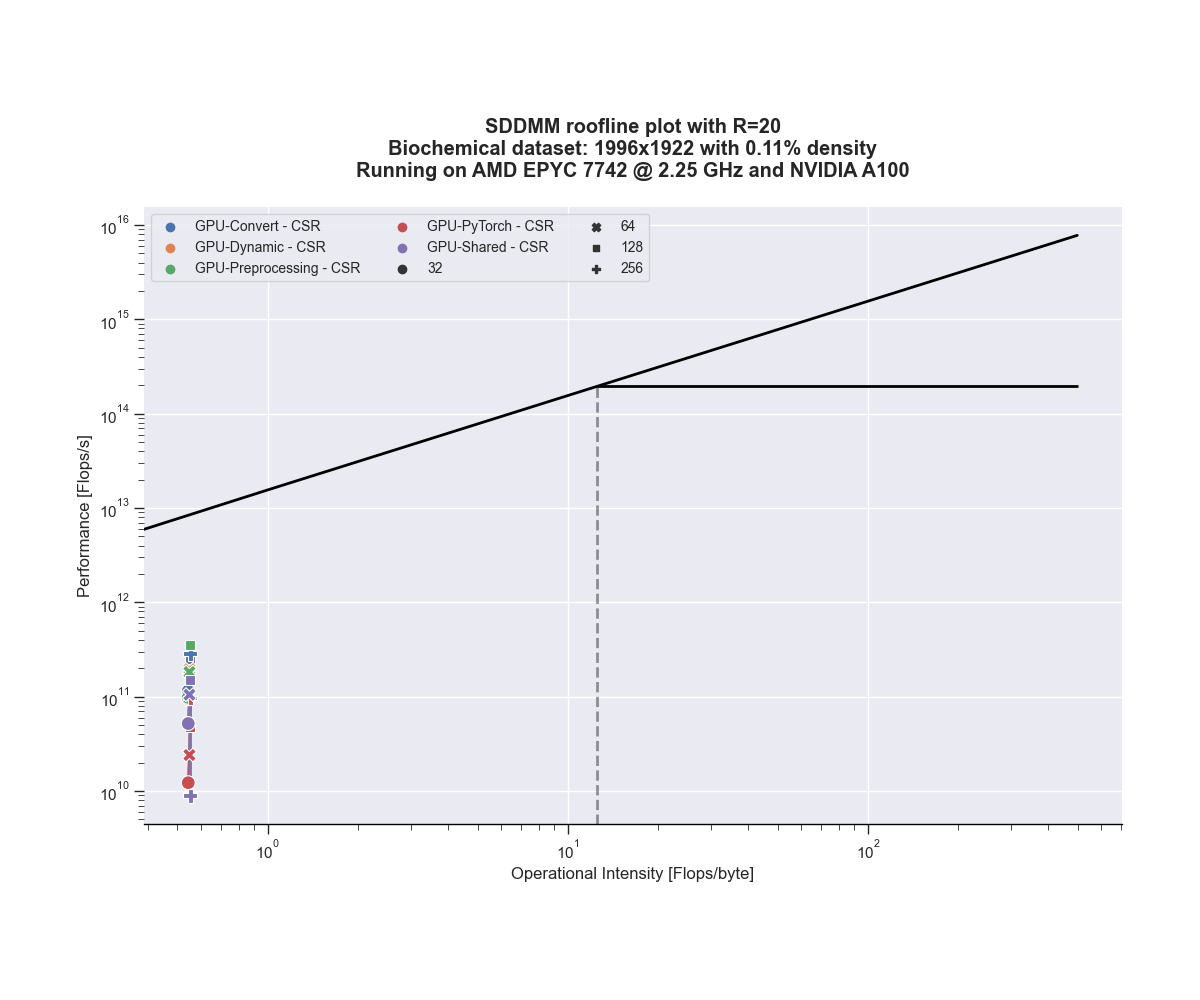 SDDMM roofline plot with R=20
Biochemical dataset: 1996x1922 with 0.11% density
Running on AMD EPYC 7742 @ 2.25 GHz and NVIDIA A100
GPU-Convert - CSR
GPU-Dynamic - CSR
GPU-Preprocessing - CSR
GPU-PyTorch - CSR
GPU-Shared - CSR
32
64
128
256
Performance [Flops/s]
10^16
10^15
10^14
10^13
10^12
10^11
10^10
10^0
10^1
10^2
Operational Intensity [Flops/byte]